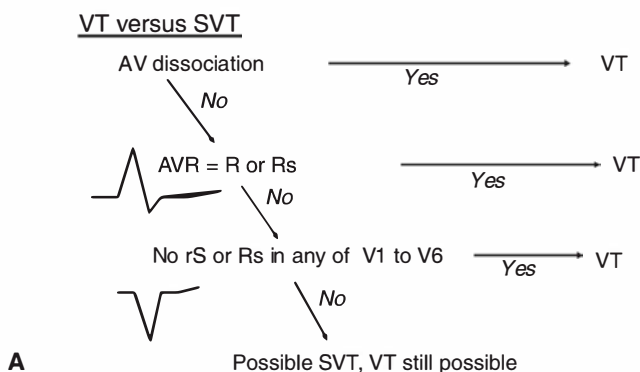 VT versus SVT
AV dissociation
Yes
VT
No
AVR = R or Rs
Yes
VT
No
No rS or Rs in any of V1 to V6
Yes
VT
No
A
Possible SVT, VT still possible